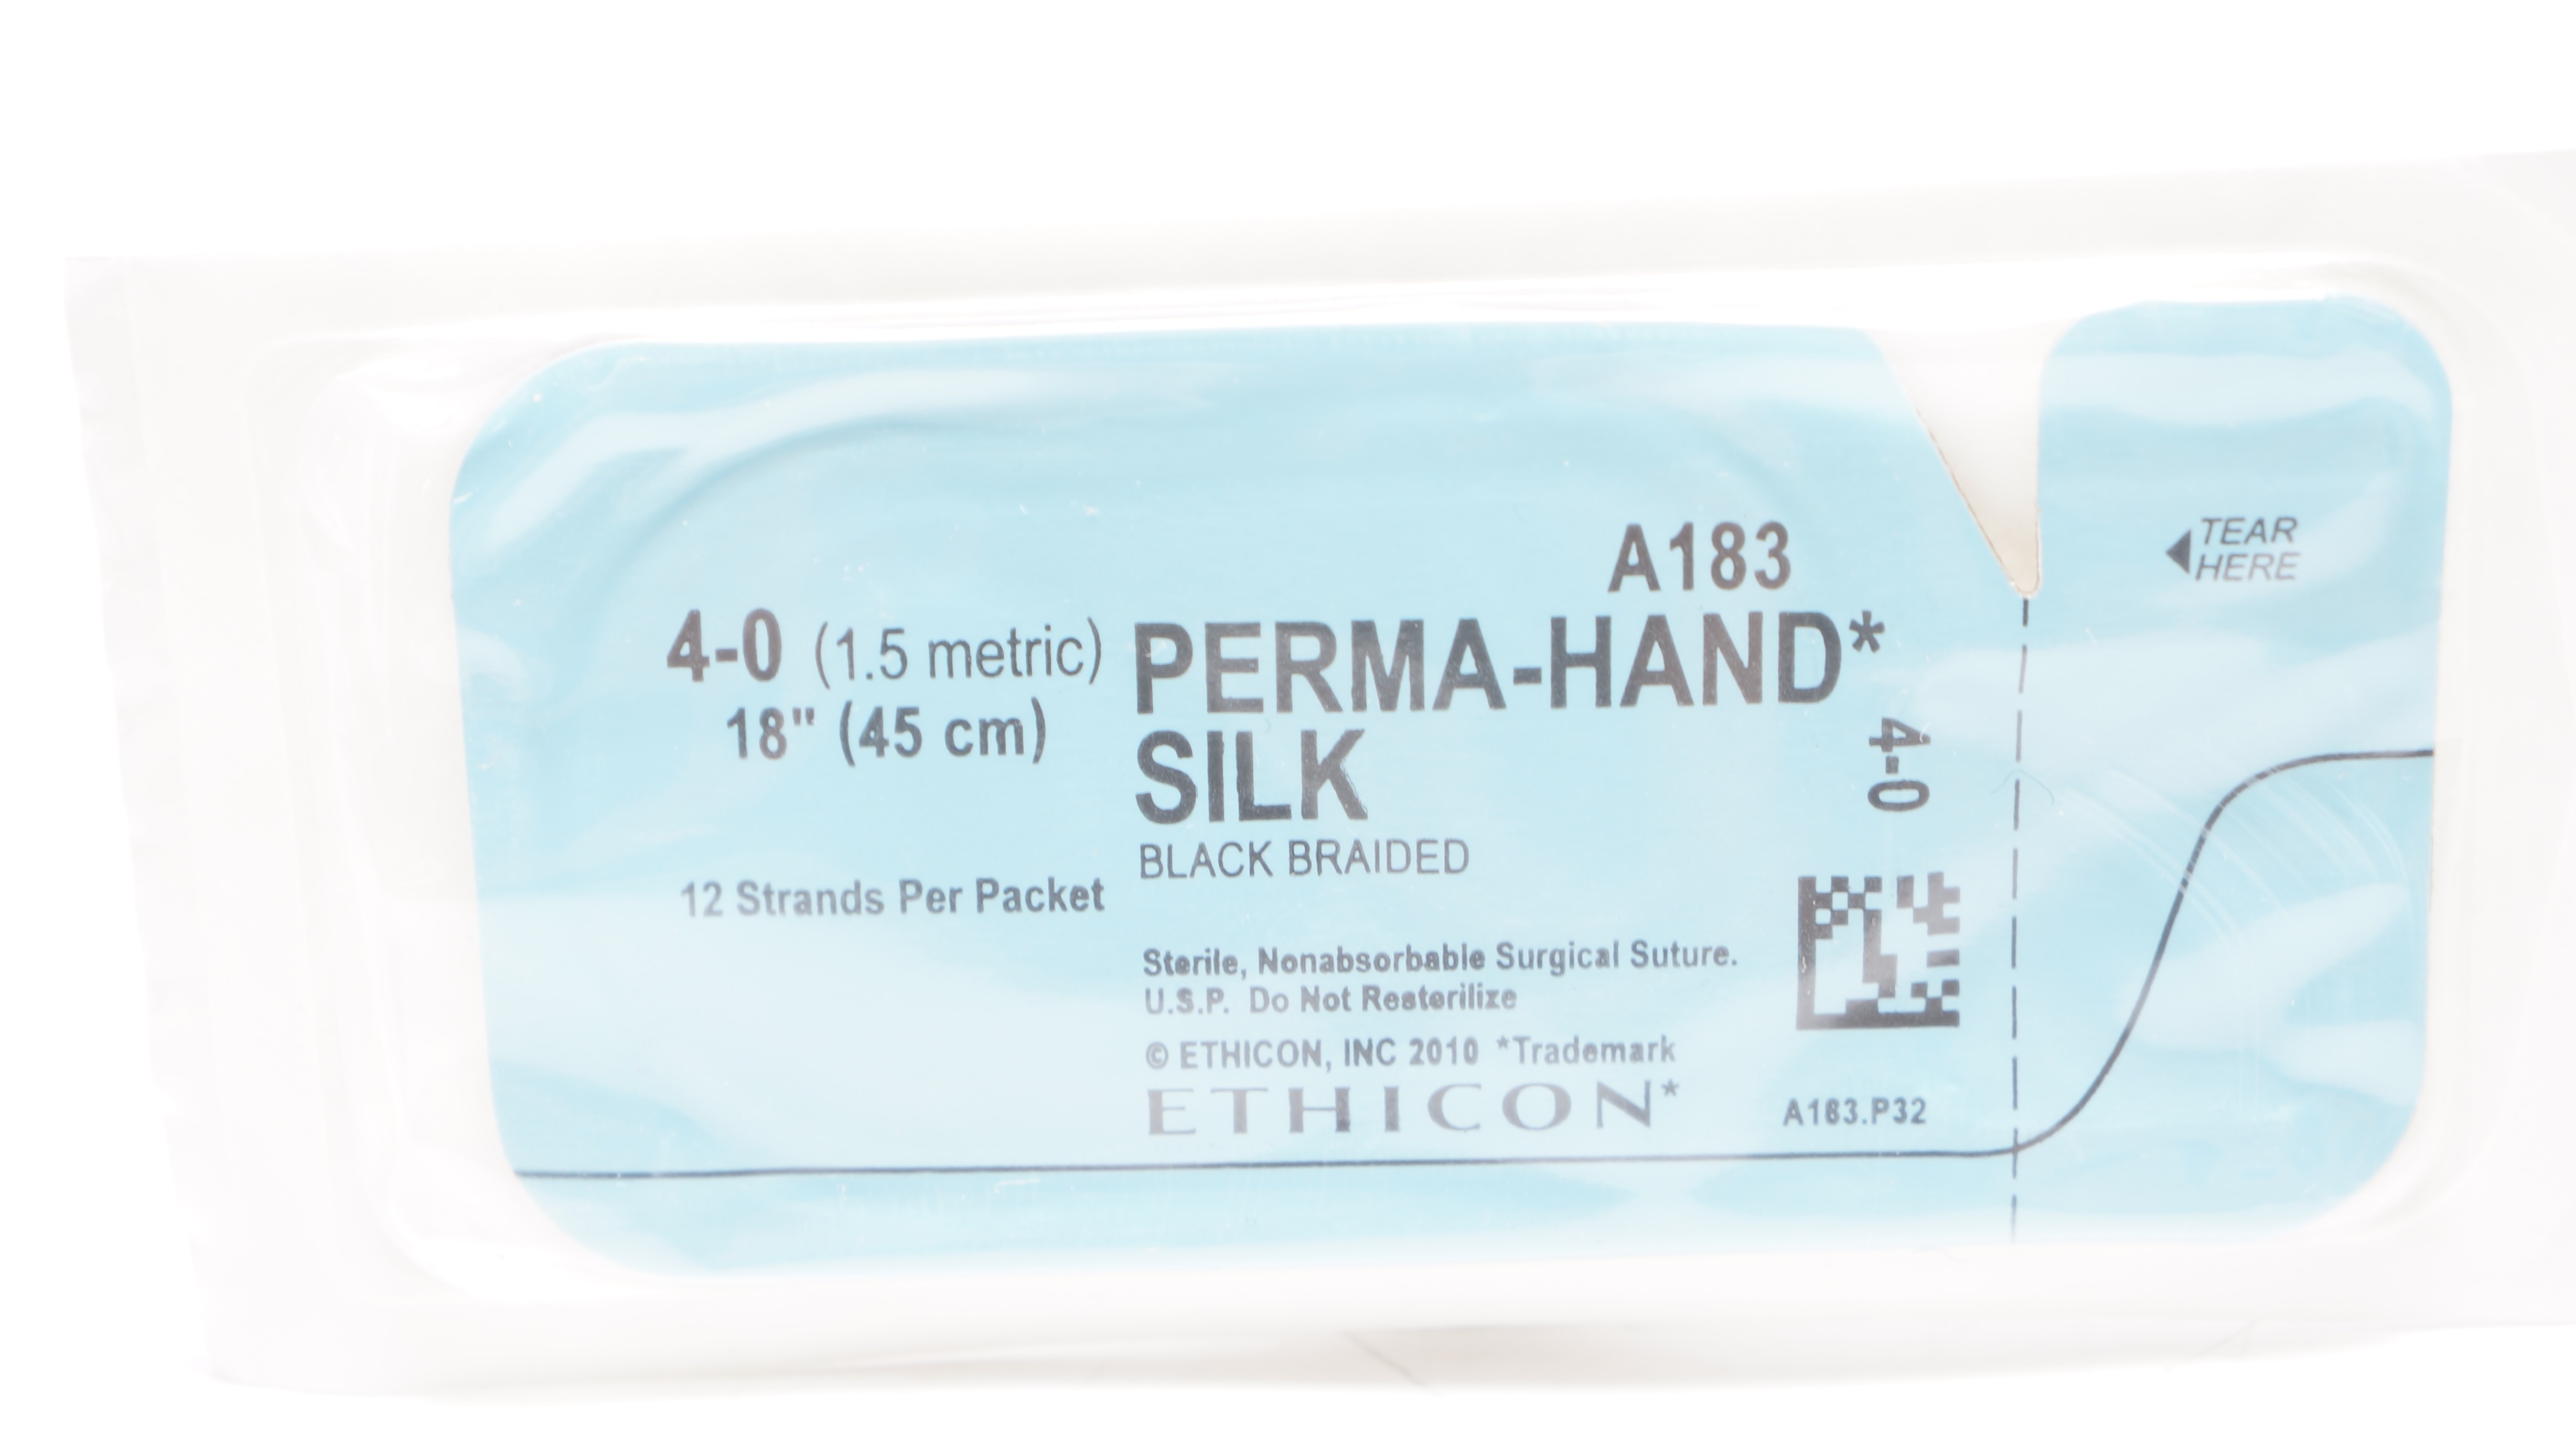 A183
4-0 (1.5 metric) PERMA-HAND*
18" (45 cm) SILK
BLACK BRAIDED
12 Strands Per Packet
4-0
TEAR
HERE
Sterile, Nonabsorbable Surgical Suture.
U.S.P. Do Not Resterilize
© ETHICON, INC 2010 *Trademark
ETHICON*
A183.P32